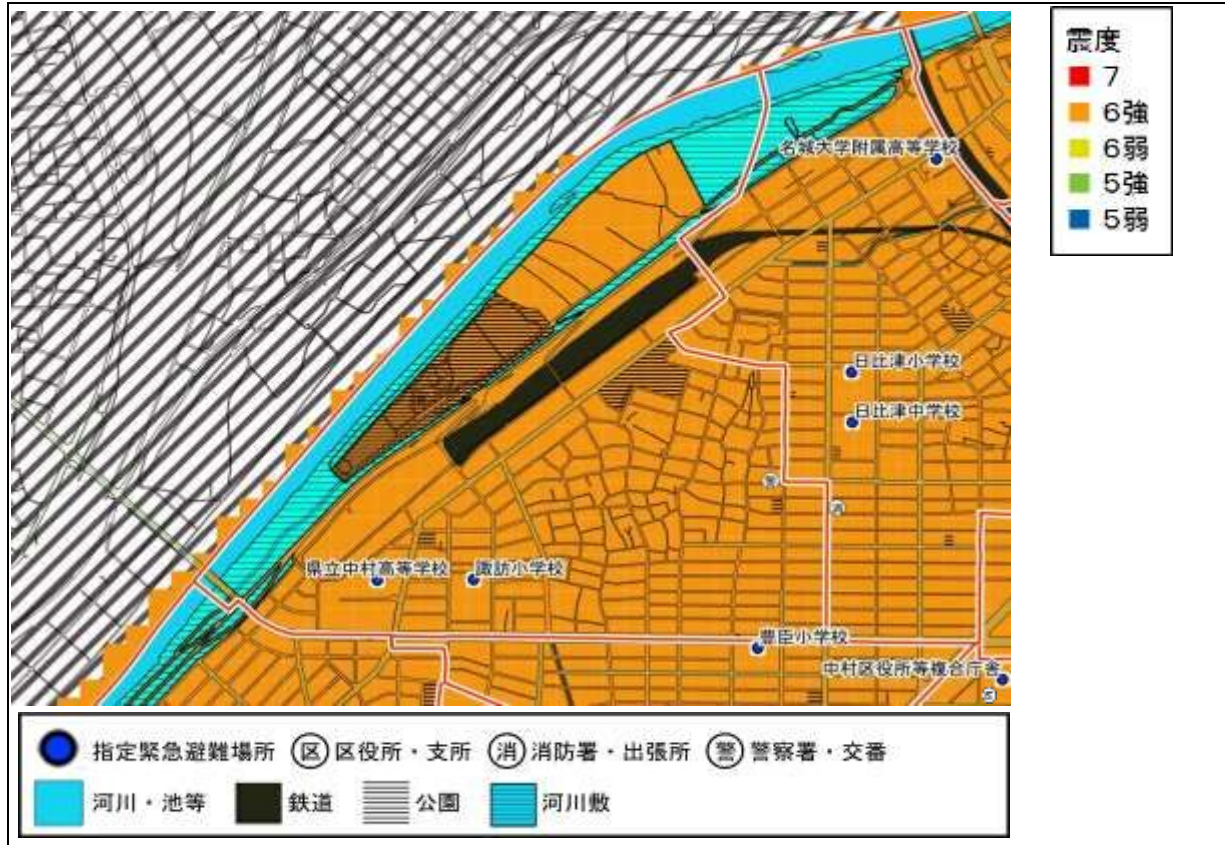 震度
7
6強
6弱
5強
5弱
名城大学附属高等学校
日比津小学校
日比津中学校
警
消
県立中村高等学校
諏訪小学校
豊臣小学校
中村区役所等複合庁舎
区
指定緊急避難場所 区 区役所・支所 消 消防署・出張所 警 警察署・交番
河川・池等 鉄道 公園 河川敷